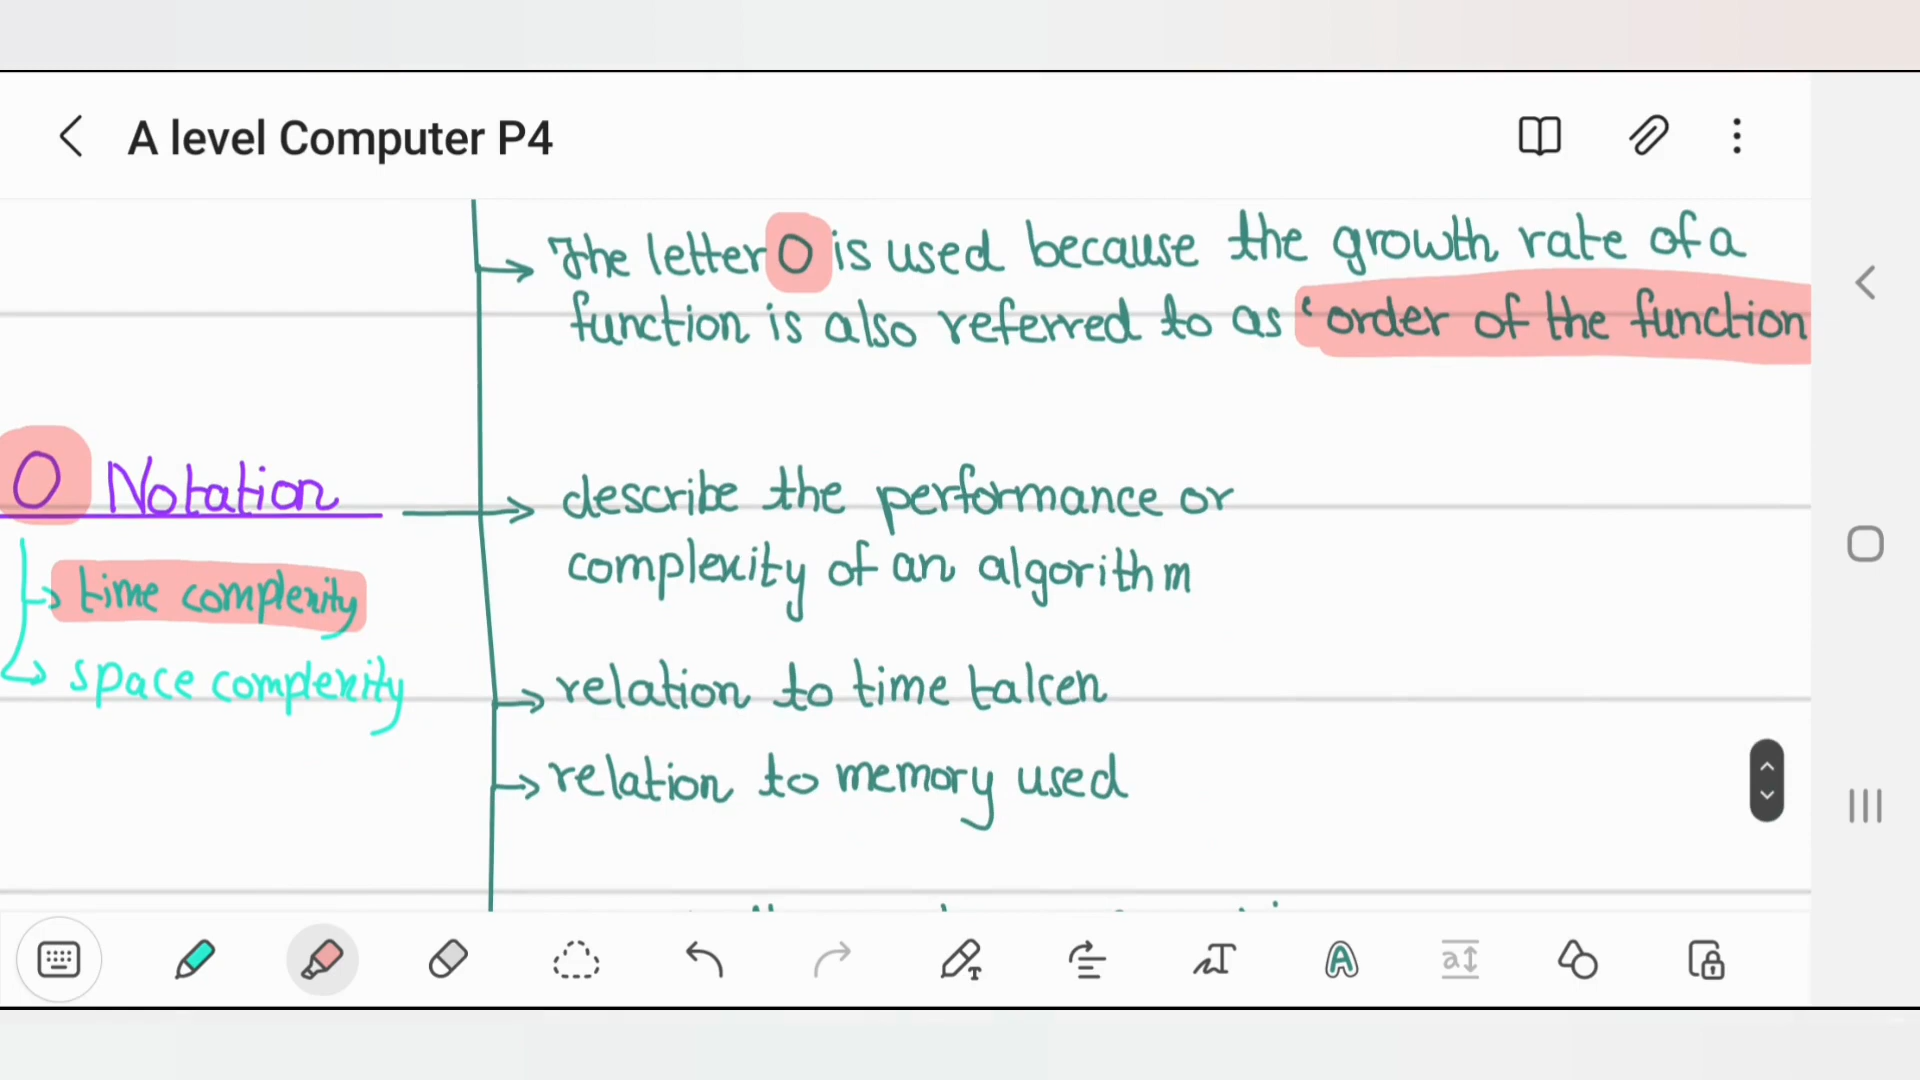 A level Computer P4
The letter O is used because the growth rate of a
function is also referred to as 'order of the function
O Notation
describe the performance or
complexity of an algorithm
time complexity
space complexity
relation to time taken
relation to memory used